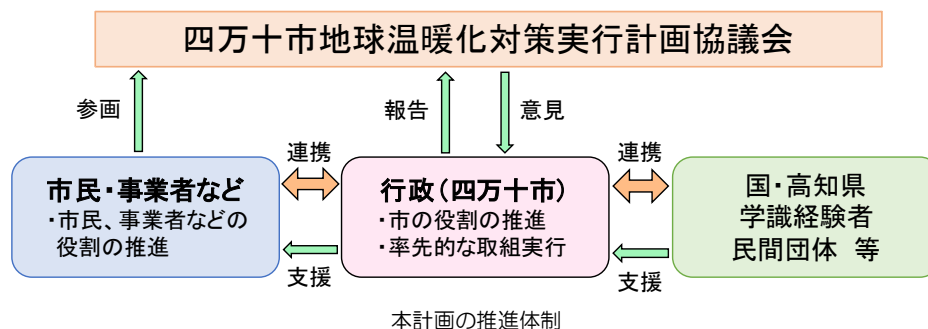 四万十市地球温暖化対策実行計画協議会
参画
報告
意見
連携
連携
市民・事業者など
・市民、事業者などの
役割の推進
行政(四万十市)
・市の役割の推進
・率先的な取組実行
国・高知県
学識経験者
民間団体 等
支援
支援
本計画の推進体制